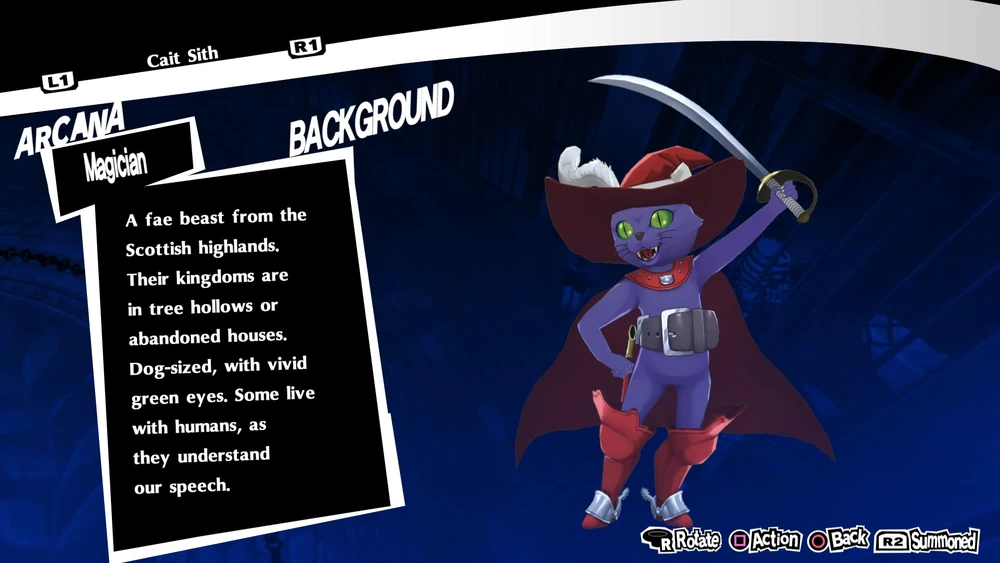 Cait Sith
L1
R1
ARCANA
Magician
BACKGROUND
A fae beast from the
Scottish highlands.
Their kingdoms are
in tree hollows or
abandoned houses.
Dog-sized, with vivid
green eyes. Some live
with humans, as
they understand
our speech.
R Rotate Action Back R2 Summoned